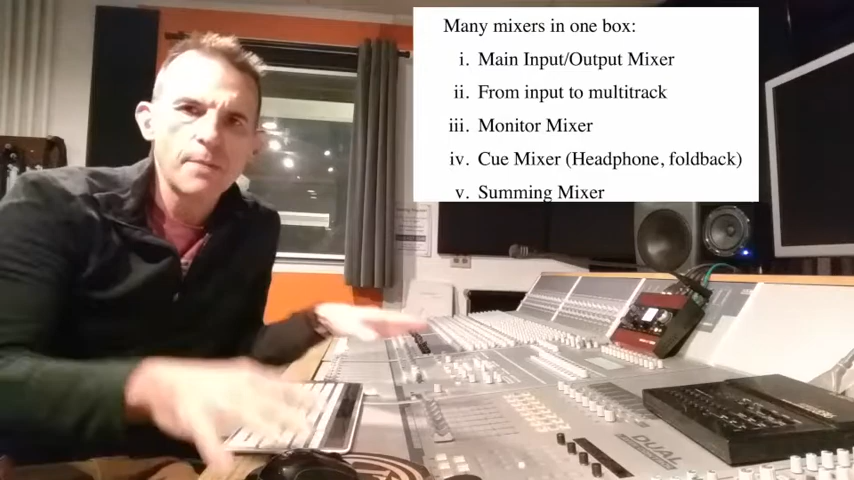 Many mixers in one box:
i. Main Input/Output Mixer
ii. From input to multitrack
iii. Monitor Mixer
iv. Cue Mixer (Headphone, foldback)
v. Summing Mixer
DUAL